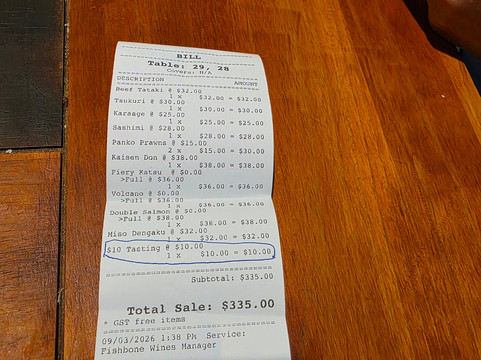 BILL
Table: 29, 28
Covers: N/A
DESCRIPTION AMOUNT
Beef Tataki @ $32.00
1 x $32.00 = $32.00
Tsukuri @ $30.00
1 x $30.00 = $30.00
Karaage @ $25.00
1 x $25.00 = $25.00
Sashimi @ $28.00
1 x $28.00 = $28.00
Panko Prawns @ $15.00
2 x $15.00 = $30.00
Kaisen Don @ $38.00
1 x $38.00 = $38.00
Fiery Katsu @ $0.00
>Full @ $36.00
1 x $36.00 = $36.00
Volcano @ $0.00
>Full @ $36.00
1 x $36.00 = $36.00
Double Salmon @ $0.00
>Full @ $38.00
1 x $38.00 = $38.00
Miso Dengaku @ $32.00
1 x $32.00 = $32.00
$10 Tasting @ $10.00
1 x $10.00 = $10.00
Subtotal: $335.00
Total Sale: $335.00
* GST free items
09/03/2026 1:38 PM Service:
Fishbone Wines Manager